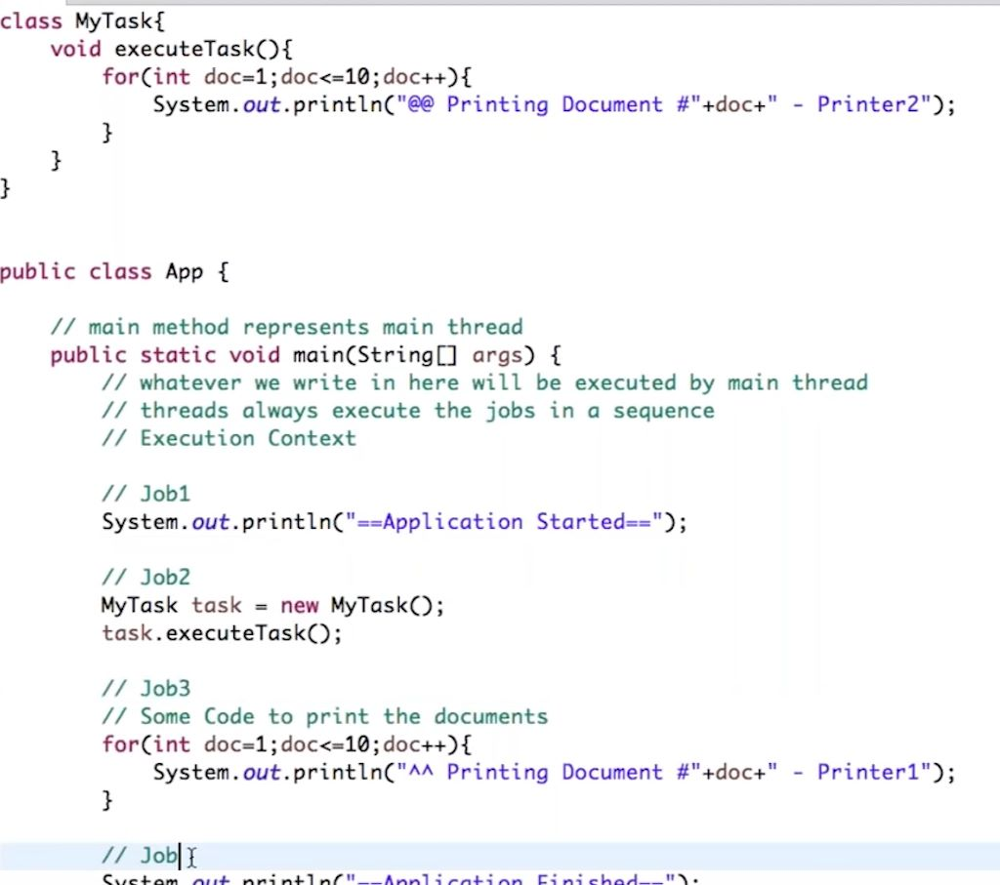 class MyTask{
    void executeTask(){
        for(int doc=1;doc<=10;doc++){
            System.out.println("@@ Printing Document #"+doc+" - Printer2");
        }
    }
}
public class App {
    // main method represents main thread
    public static void main(String[] args) {
        // whatever we write in here will be executed by main thread
        // threads always execute the jobs in a sequence
        // Execution Context
        // Job1
        System.out.println("==Application Started==");
        // Job2
        MyTask task = new MyTask();
        task.executeTask();
        // Job3
        // Some Code to print the documents
        for(int doc=1;doc<=10;doc++){
            System.out.println("^^ Printing Document #"+doc+" - Printer1");
        }
        // Job
        System.out.println("==Application Finished==");